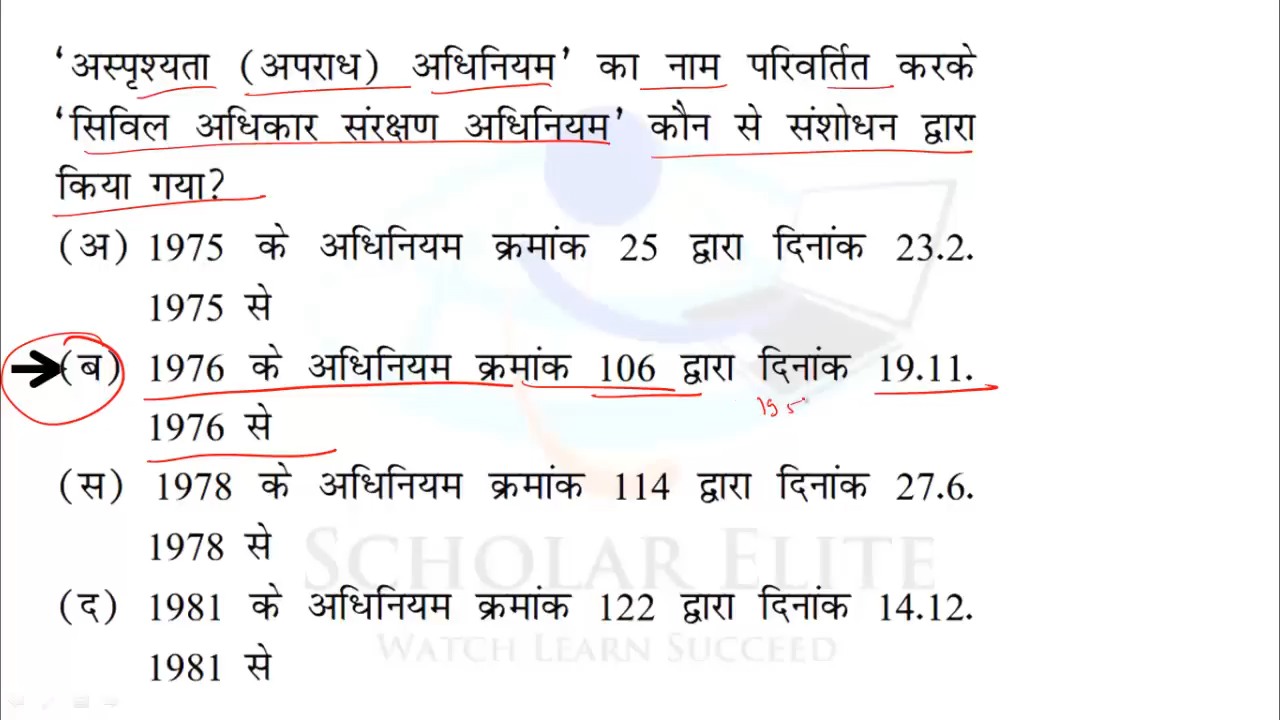 ‘अस्पृश्यता (अपराध) अधिनियम’ का नाम परिवर्तित करके
‘सिविल अधिकार संरक्षण अधिनियम’ कौन से संशोधन द्वारा
किया गया?
(अ) 1975 के अधिनियम क्रमांक 25 द्वारा दिनांक 23.2.
1975 से
(ब) 1976 के अधिनियम क्रमांक 106 द्वारा दिनांक 19.11.
195
1976 से
(स) 1978 के अधिनियम क्रमांक 114 द्वारा दिनांक 27.6.
1978 से
SCHOLAR ELITE
(द) 1981 के अधिनियम क्रमांक 122 द्वारा दिनांक 14.12.
WATCH LEARN SUCCEED
1981 से